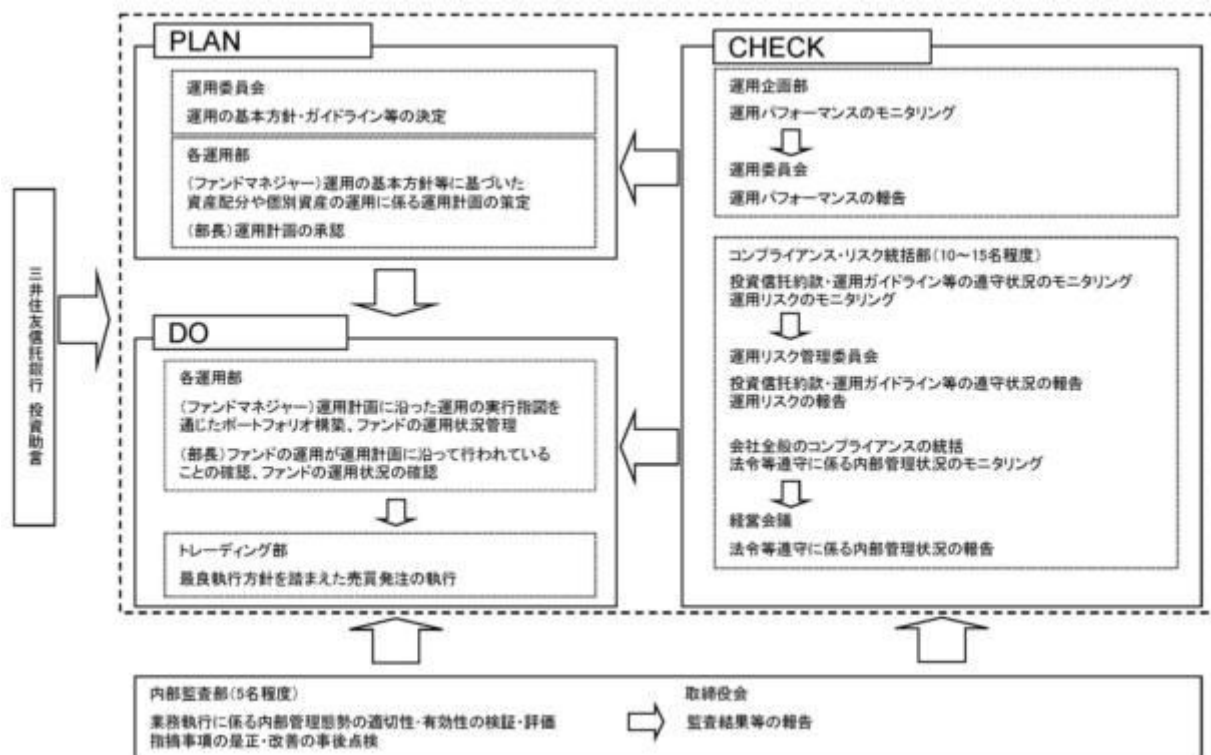 三井住友信託銀行 投資助言
PLAN
運用委員会
運用の基本方針・ガイドライン等の決定
各運用部
(ファンドマネジャー)運用の基本方針等に基づいた
資産配分や個別資産の運用に係る運用計画の策定
(部長)運用計画の承認
DO
各運用部
(ファンドマネジャー)運用計画に沿った運用の実行指図を
通じたポートフォリオ構築、ファンドの運用状況管理
(部長)ファンドの運用が運用計画に沿って行われている
ことの確認、ファンドの運用状況の確認
トレーディング部
最良執行方針を踏まえた売買発注の執行
CHECK
運用企画部
運用パフォーマンスのモニタリング
運用委員会
運用パフォーマンスの報告
コンプライアンス・リスク統括部(10~15名程度)
投資信託約款・運用ガイドライン等の遵守状況のモニタリング
運用リスクのモニタリング
運用リスク管理委員会
投資信託約款・運用ガイドライン等の遵守状況の報告
運用リスクの報告
会社全般のコンプライアンスの統括
法令等遵守に係る内部管理状況のモニタリング
経営会議
法令等遵守に係る内部管理状況の報告
内部監査部(5名程度)
業務執行に係る内部管理態勢の適切性・有効性の検証・評価
指摘事項の是正・改善の事後点検
取締役会
監査結果等の報告